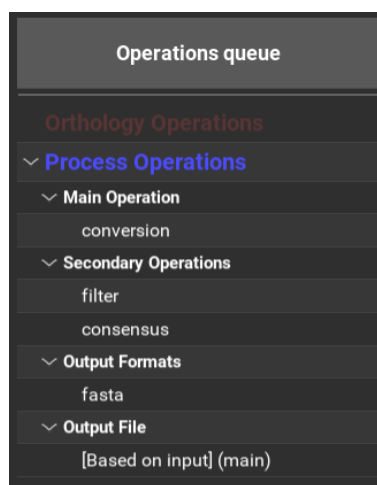 Operations queue
Orthology Operations
Process Operations
Main Operation
conversion
Secondary Operations
filter
consensus
Output Formats
fasta
Output File
[Based on input] (main)